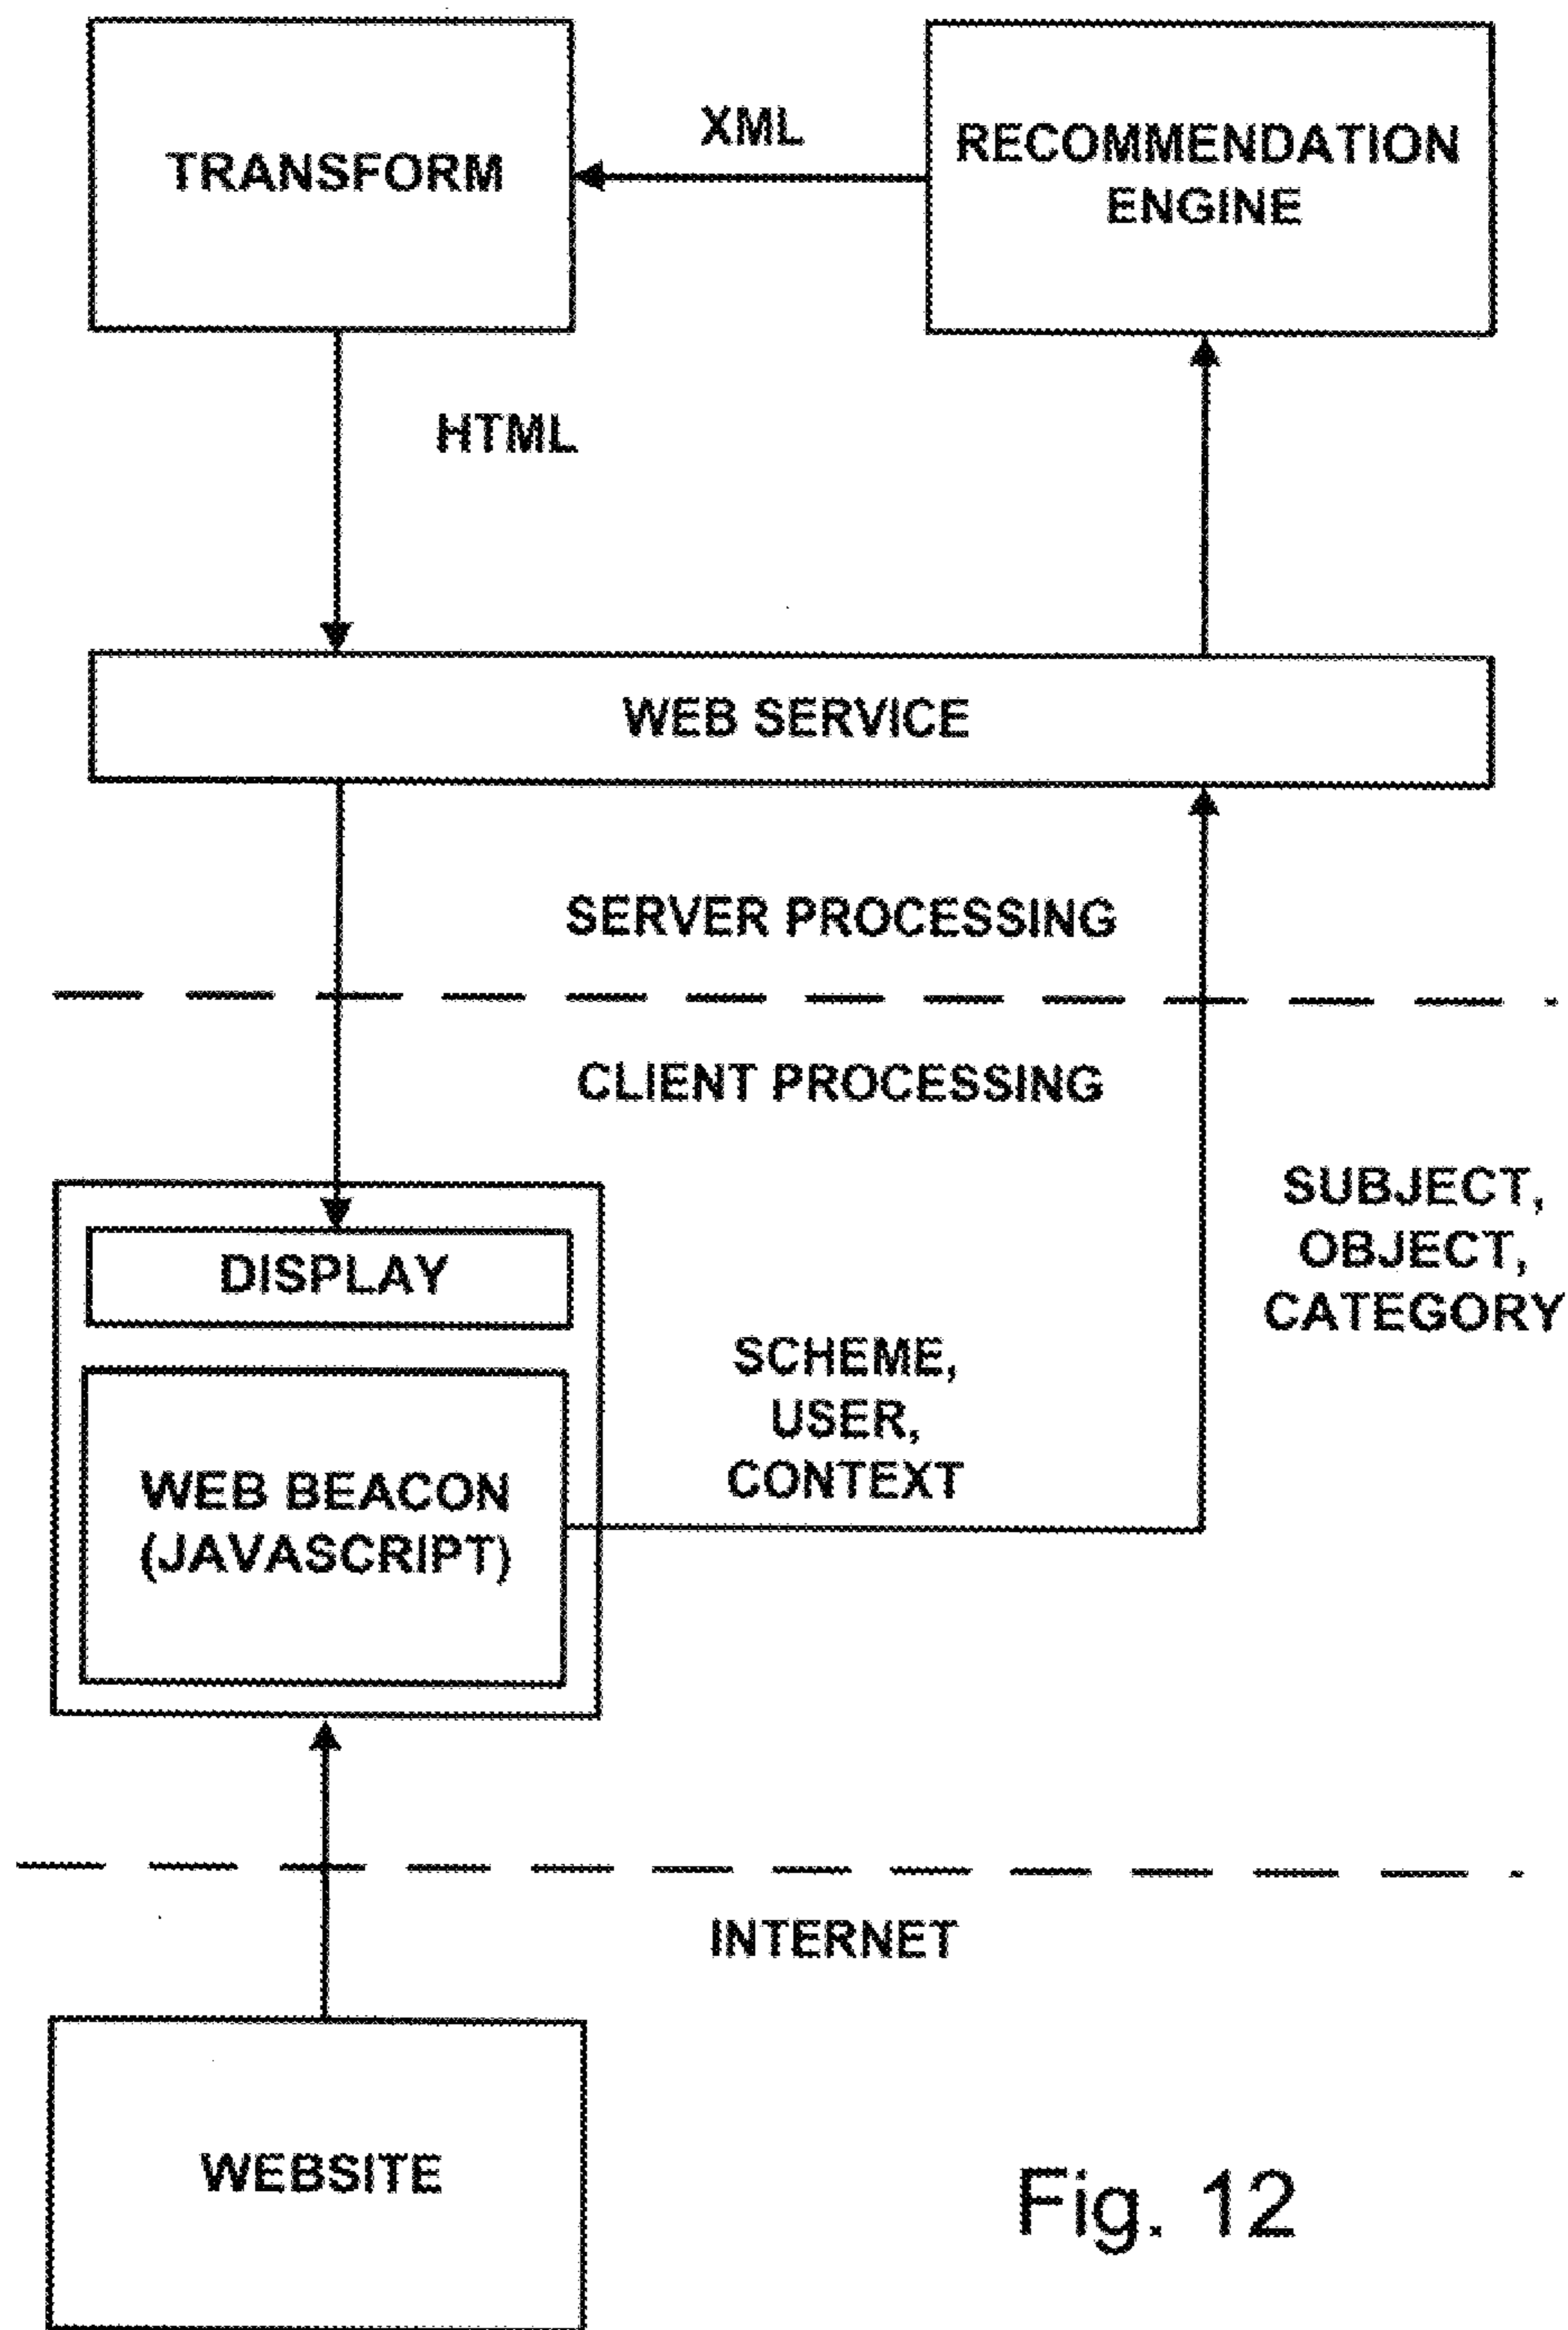 TRANSFORM
XML
RECOMMENDATION
ENGINE
HTML
WEB SERVICE
SERVER PROCESSING
CLIENT PROCESSING
SUBJECT,
OBJECT,
CATEGORY
DISPLAY
SCHEME,
USER,
CONTEXT
WEB BEACON
(JAVASCRIPT)
INTERNET
WEBSITE
Fig. 12